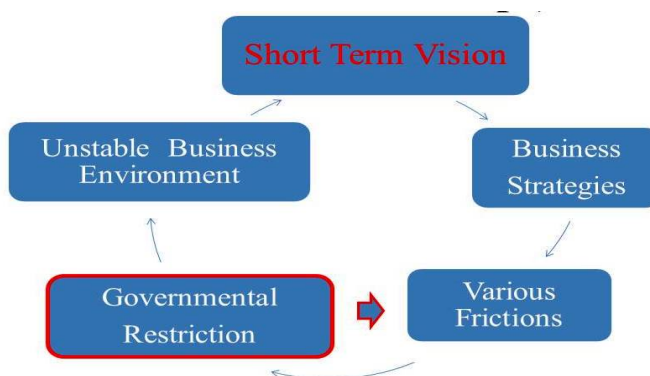 Short Term Vision
Unstable Business
Environment
Business
Strategies
Governmental
Restriction
Various
Frictions